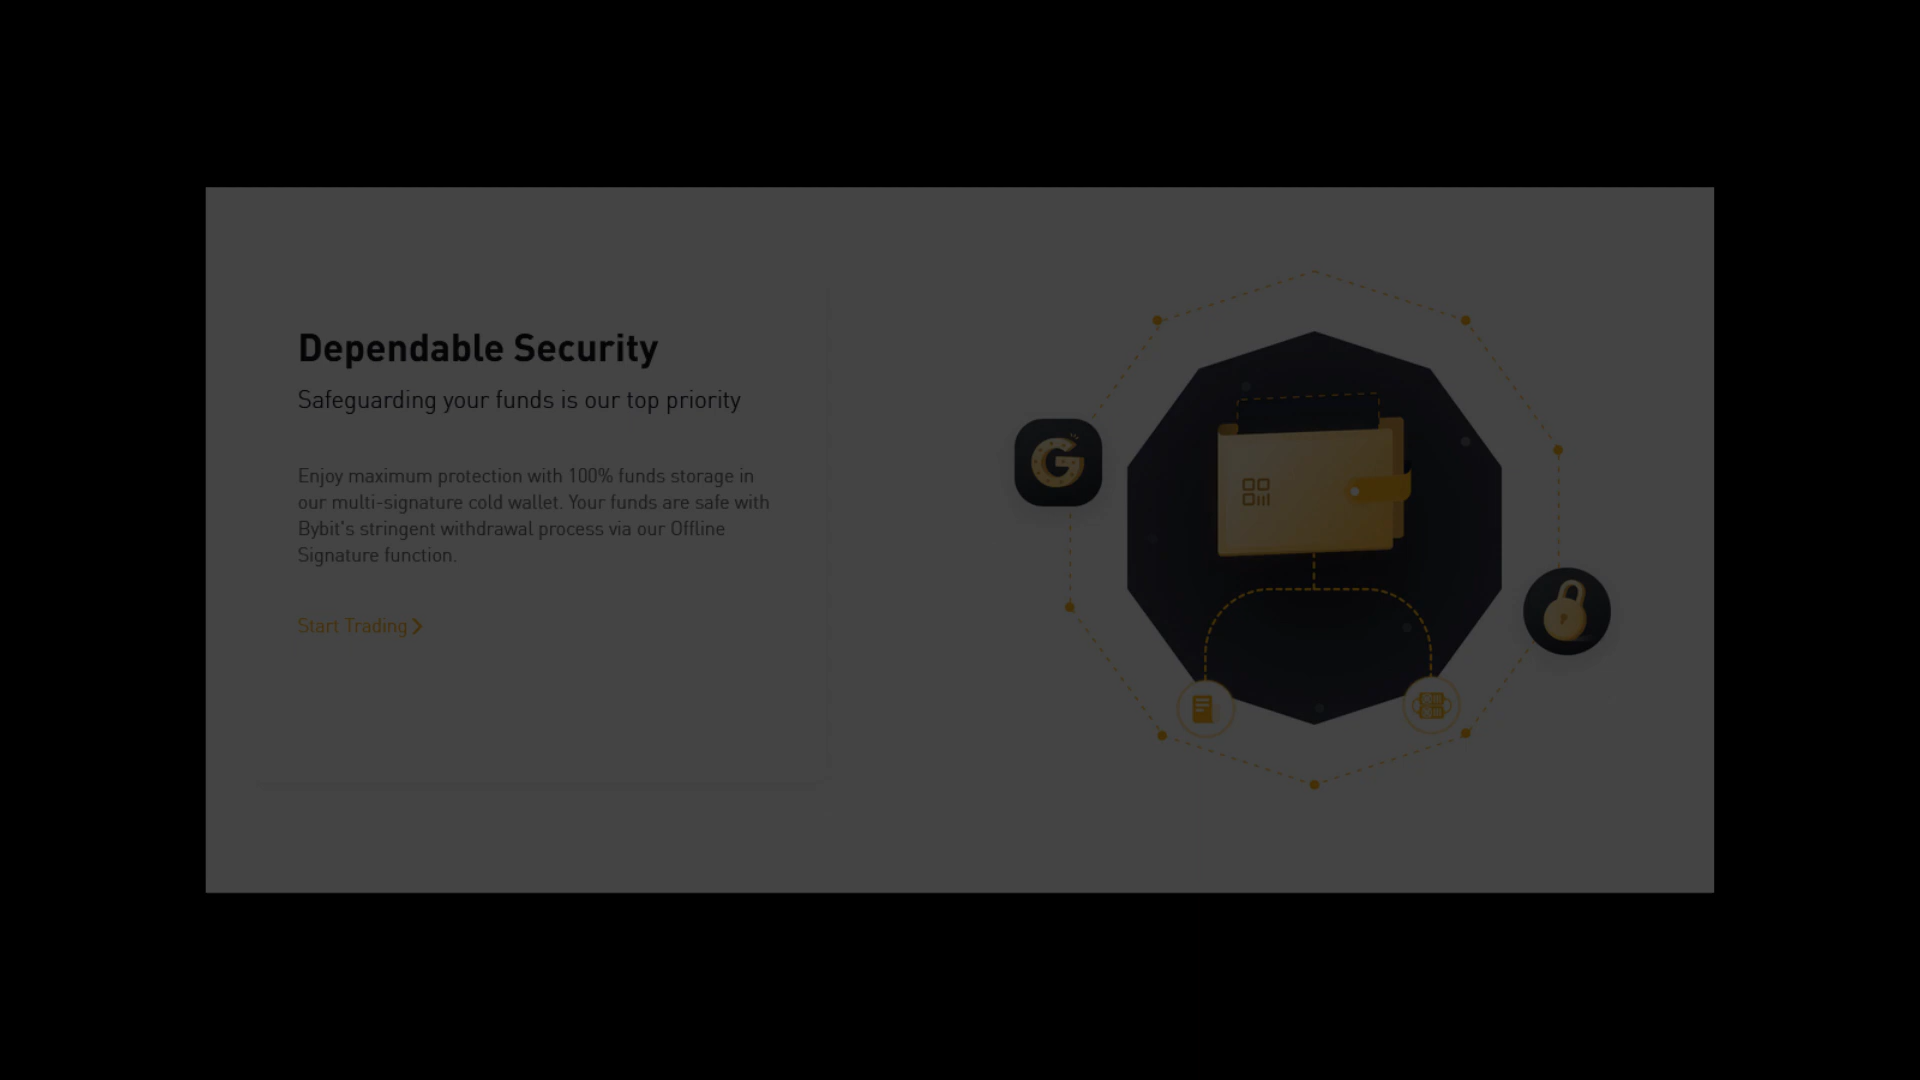 Dependable Security
Safeguarding your funds is our top priority
Enjoy maximum protection with 100% funds storage in
our multi-signature cold wallet. Your funds are safe with
Bybit's stringent withdrawal process via our Offline
Signature function.
Start Trading
G